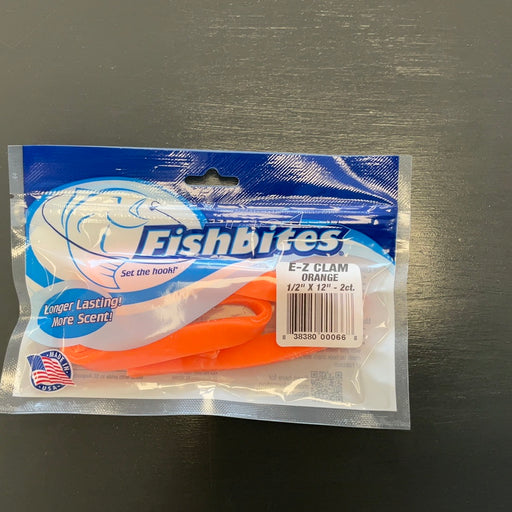 Fishbites
Set the hook!
Longer Lasting!
More Scent!
E-Z CLAM
ORANGE
1/2" X 12" - 2ct.
8 38380 00066 8
MADE IN
U·S·A